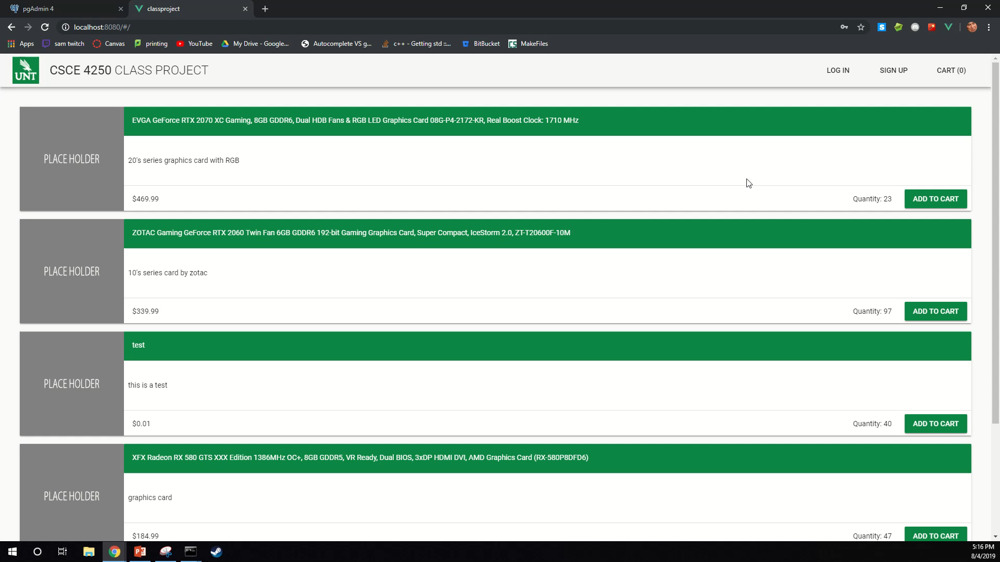 pgAdmin 4
classproject
localhost:8080/#/
Apps
sam twitch
Canvas
printing
YouTube
My Drive - Google...
Autocomplete VS g...
c++ - Getting std ::...
BitBucket
MakeFiles
UNT
CSCE 4250 CLASS PROJECT
LOG IN
SIGN UP
CART (0)
EVGA GeForce RTX 2070 XC Gaming, 8GB GDDR6, Dual HDB Fans & RGB LED Graphics Card 08G-P4-2172-KR, Real Boost Clock: 1710 MHz
PLACE HOLDER
20's series graphics card with RGB
$469.99
Quantity: 23
ADD TO CART
ZOTAC Gaming GeForce RTX 2060 Twin Fan 6GB GDDR6 192-bit Gaming Graphics Card, Super Compact, IceStorm 2.0, ZT-T20600F-10M
PLACE HOLDER
10's series card by zotac
$339.99
Quantity: 97
ADD TO CART
test
PLACE HOLDER
this is a test
$0.01
Quantity: 40
ADD TO CART
XFX Radeon RX 580 GTS XXX Edition 1386MHz OC+, 8GB GDDR5, VR Ready, Dual BIOS, 3xDP HDMI DVI, AMD Graphics Card (RX-580P8DFD6)
PLACE HOLDER
graphics card
$184.99
Quantity: 47
ADD TO CART
5:16 PM
8/4/2019